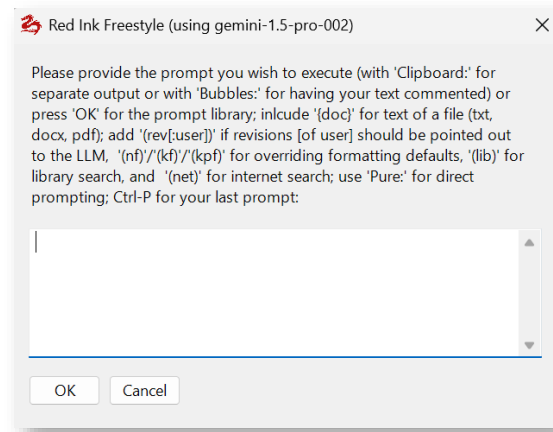 Red Ink Freestyle (using gemini-1.5-pro-002)
Please provide the prompt you wish to execute (with 'Clipboard:' for
separate output or with 'Bubbles:' for having your text commented) or
press 'OK' for the prompt library; inlcude '{doc}' for text of a file (txt,
docx, pdf); add '(rev[:user])' if revisions [of user] should be pointed out
to the LLM,  '(nf)'/'(kf)'/'(kpf)' for overriding formatting defaults, '(lib)' for
library search, and  '(net)' for internet search; use 'Pure:' for direct
prompting; Ctrl-P for your last prompt:
OK Cancel